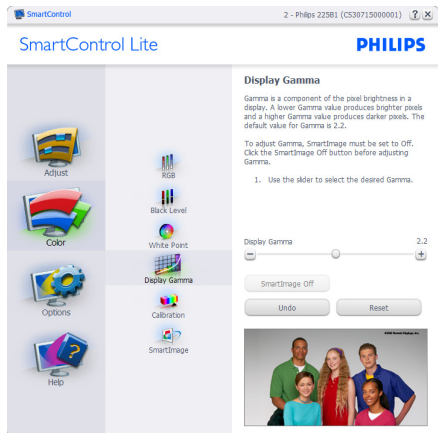 SmartControl
2 - Philips 225B1 (CS30715000001)
? X
SmartControl Lite
PHILIPS
Adjust
Color
Options
Help
RGB
Black Level
White Point
Display Gamma
Calibration
SmartImage
Display Gamma
Gamma is a component of the pixel brightness in a
display. A lower Gamma value produces brighter pixels
and a higher Gamma value produces darker pixels. The
default value for Gamma is 2.2.
To adjust Gamma, SmartImage must be set to Off.
Click the SmartImage Off button before adjusting
Gamma.
1. Use the slider to select the desired Gamma.
Display Gamma 2.2
SmartImage Off
Undo
Reset